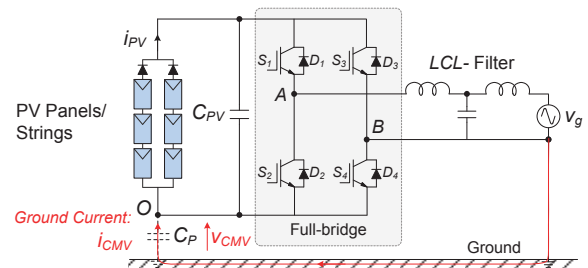 i_PV
PV Panels/
Strings
C_PV
S_1
D_1
S_3
D_3
A
B
S_2
D_2
S_4
D_4
Full-bridge
LCL- Filter
v_g
O
Ground Current:
i_CMV
C_P
v_CMV
Ground